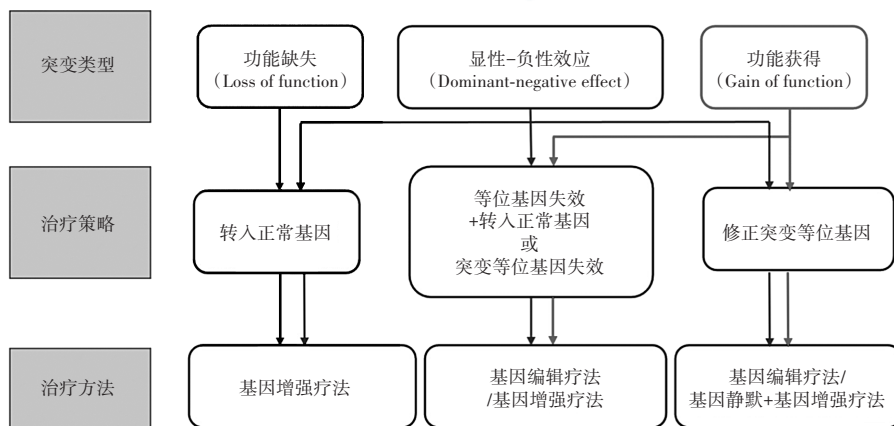 突变类型
功能缺失
（Loss of function）
显性-负性效应
（Dominant-negative effect）
功能获得
（Gain of function）
治疗策略
转入正常基因
等位基因失效
+转入正常基因
或
突变等位基因失效
修正突变等位基因
治疗方法
基因增强疗法
基因编辑疗法
/基因增强疗法
基因编辑疗法/
基因静默+基因增强疗法